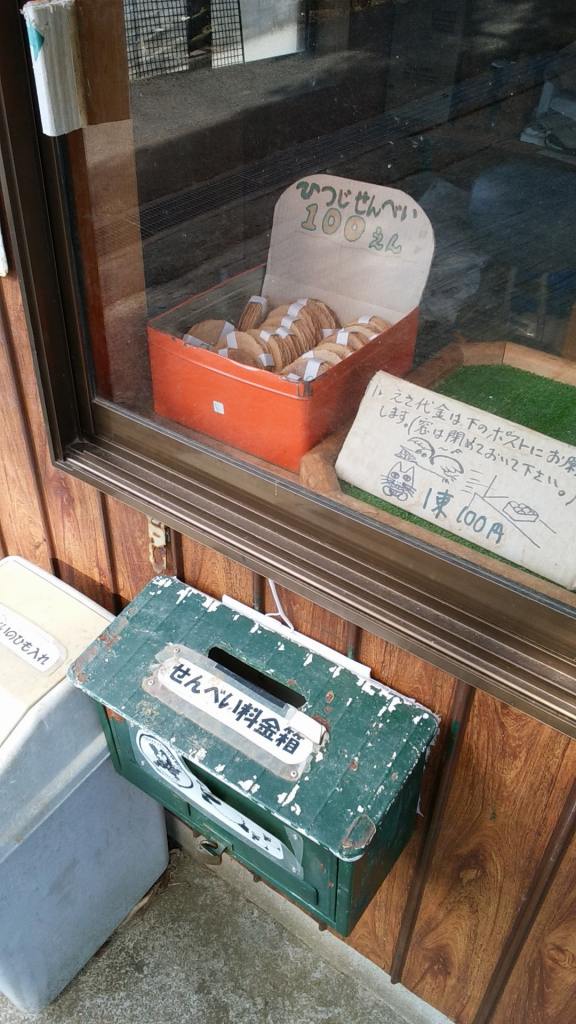 ひつじせんべい
100えん
えさ代金は下のポストにお
します。(窓は閉めておいて下さい。)
1束100円
せんべい料金箱
いのひも入れ